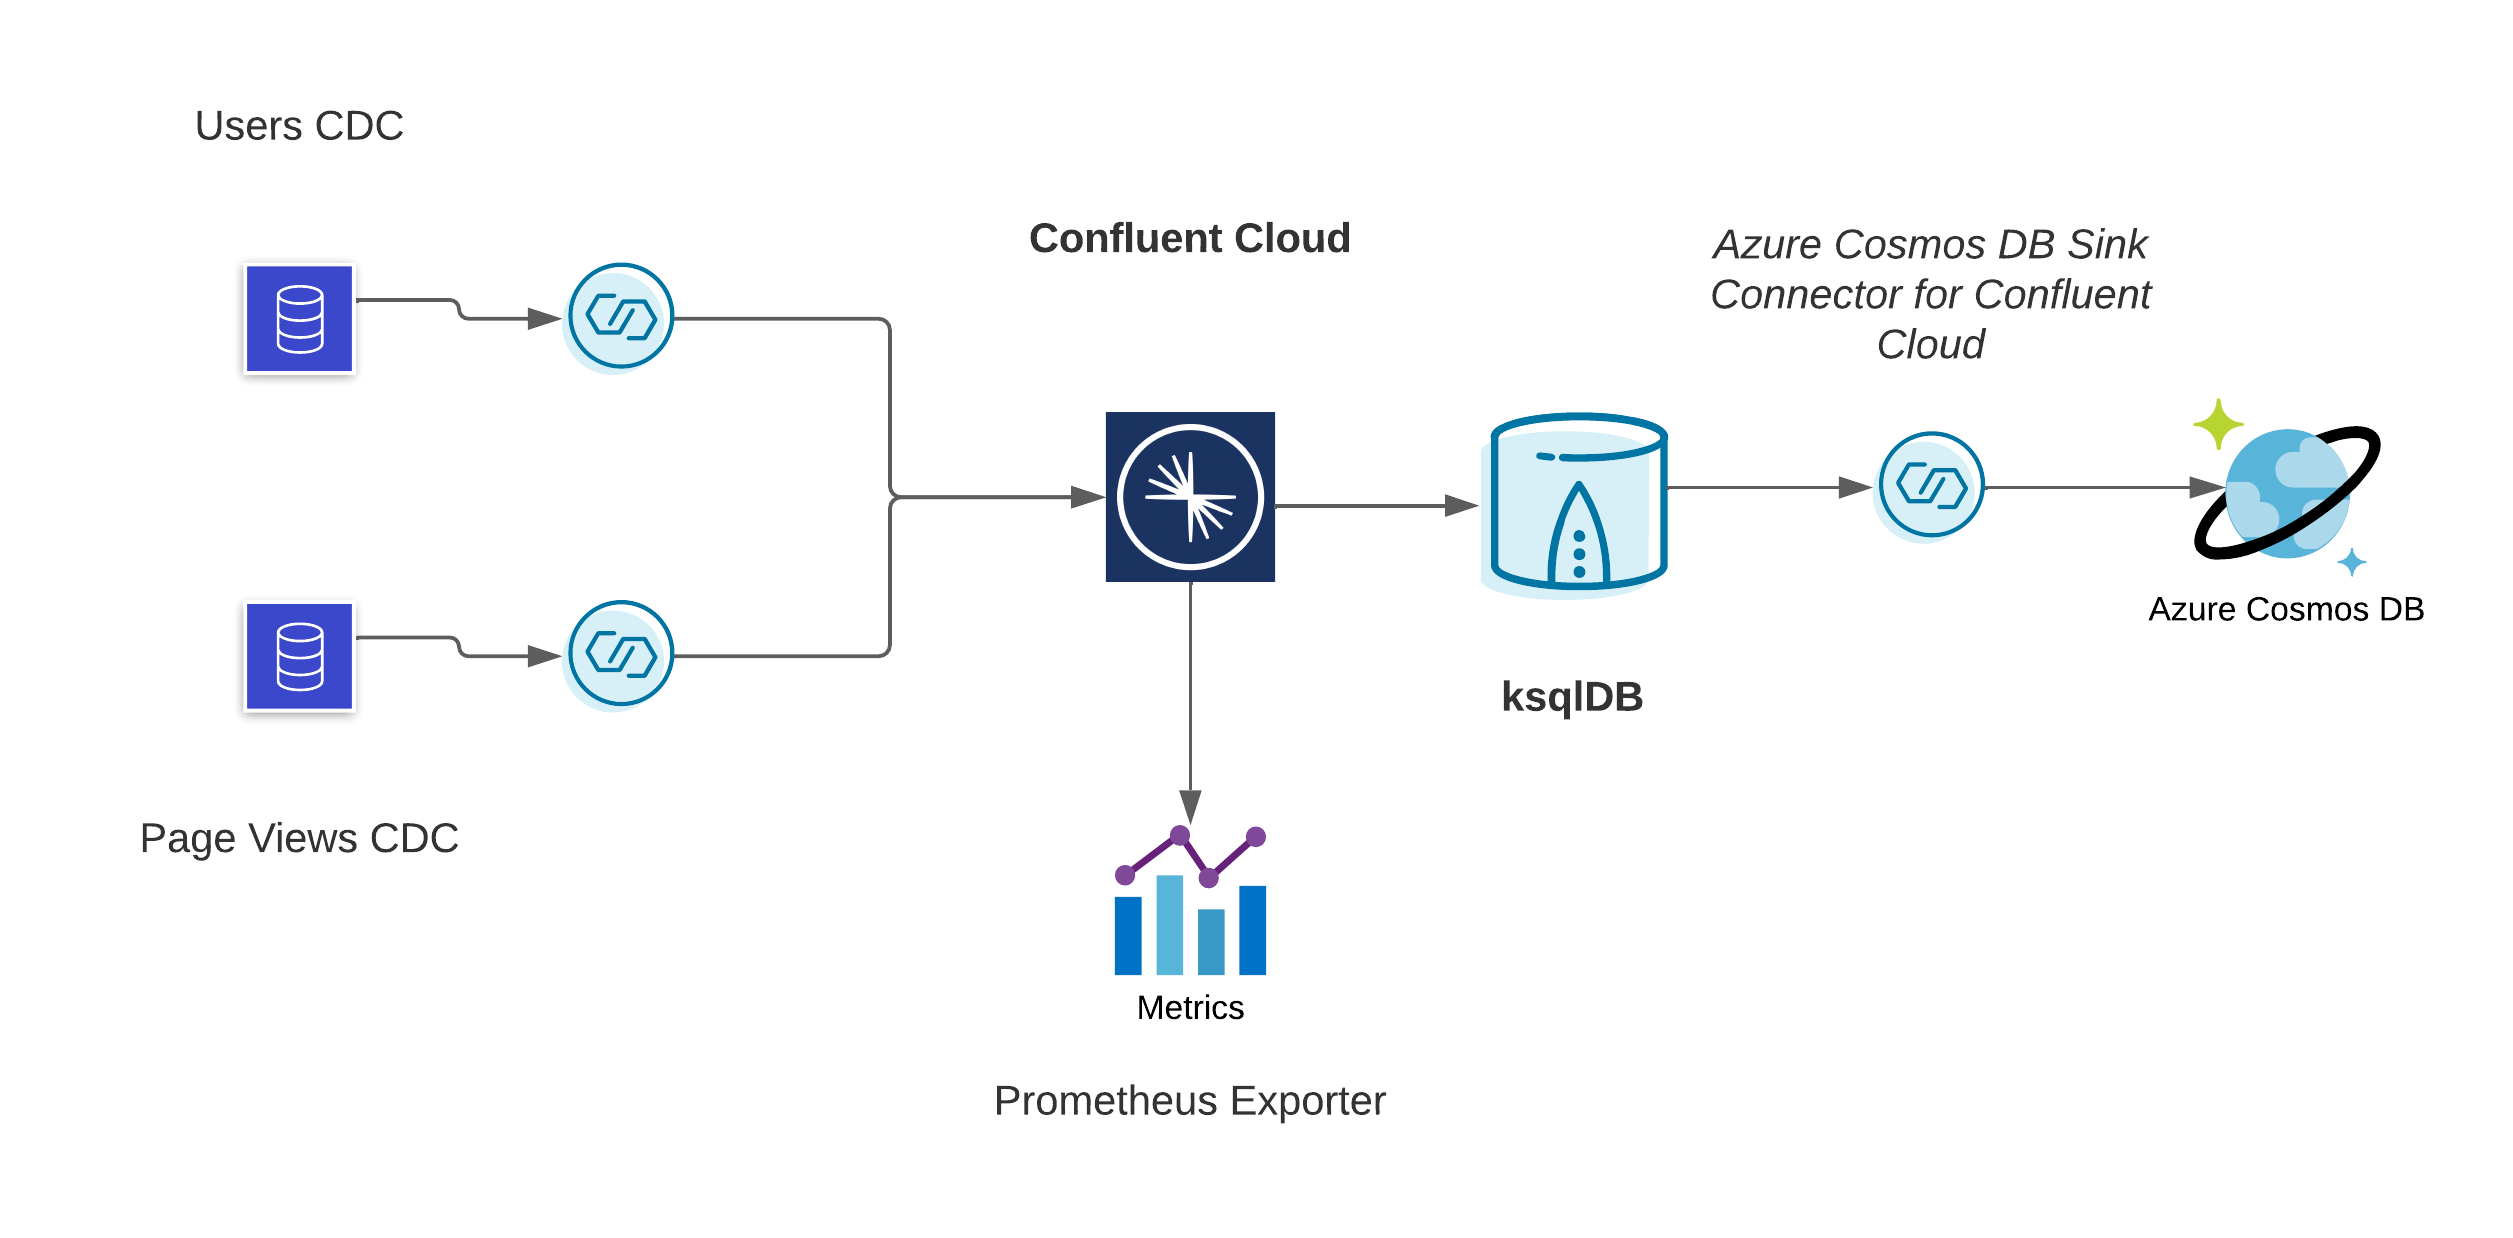 Users CDC
Confluent Cloud
Azure Cosmos DB Sink
Connector for Confluent
Cloud
Azure Cosmos DB
ksqlDB
Page Views CDC
Metrics
Prometheus Exporter